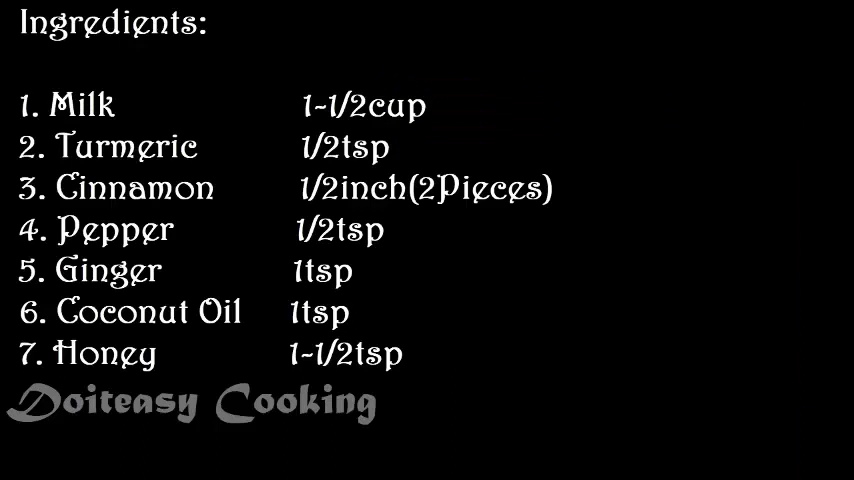 Ingredients:
1. Milk 1-1/2cup
2. Turmeric 1/2tsp
3. Cinnamon 1/2inch(2Pieces)
4. Pepper 1/2tsp
5. Ginger 1tsp
6. Coconut Oil 1tsp
7. Honey 1-1/2tsp
Doiteasy Cooking